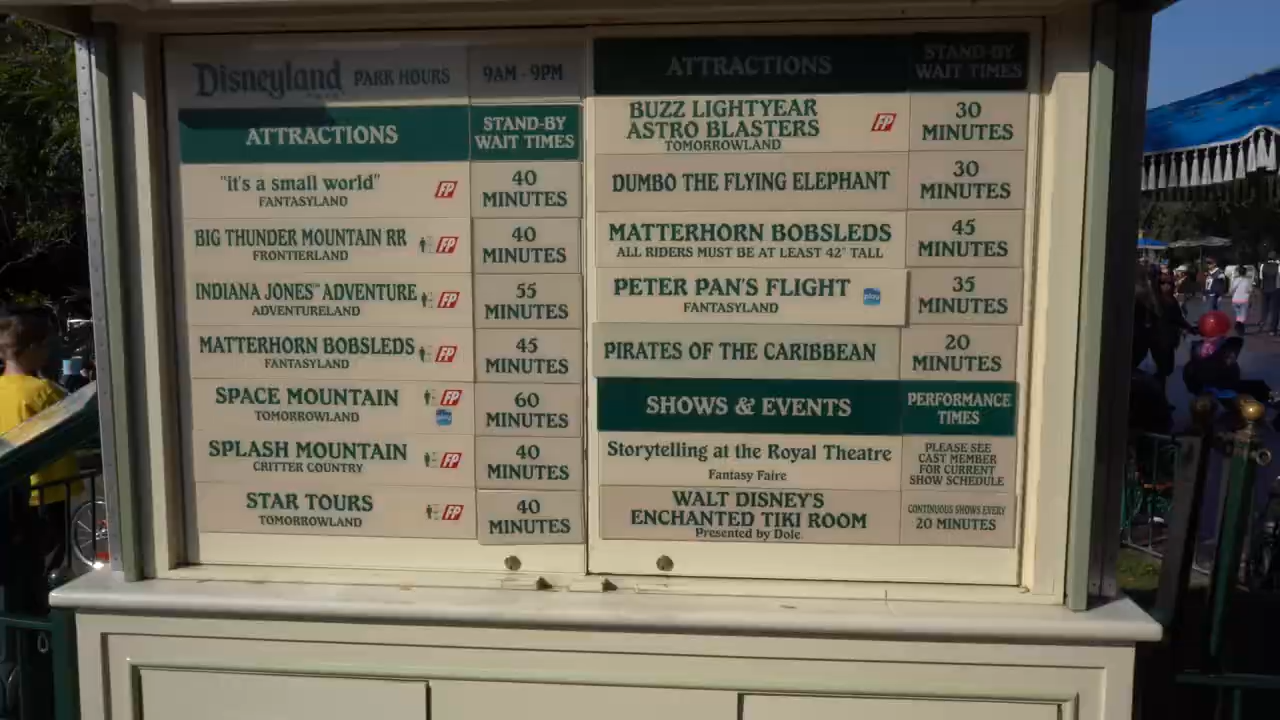 Disneyland PARK HOURS 9AM - 9PM
ATTRACTIONS STAND-BY WAIT TIMES
"it's a small world" FP 40 MINUTES
FANTASYLAND
BIG THUNDER MOUNTAIN RR FP 40 MINUTES
FRONTIERLAND
INDIANA JONES™ ADVENTURE FP 55 MINUTES
ADVENTURELAND
MATTERHORN BOBSLEDS FP 45 MINUTES
FANTASYLAND
SPACE MOUNTAIN FP 60 MINUTES
TOMORROWLAND play
SPLASH MOUNTAIN FP 40 MINUTES
CRITTER COUNTRY
STAR TOURS FP 40 MINUTES
TOMORROWLAND
ATTRACTIONS STAND-BY WAIT TIMES
BUZZ LIGHTYEAR
ASTRO BLASTERS FP 30 MINUTES
TOMORROWLAND
DUMBO THE FLYING ELEPHANT 30 MINUTES
MATTERHORN BOBSLEDS 45 MINUTES
ALL RIDERS MUST BE AT LEAST 42" TALL
PETER PAN'S FLIGHT play 35 MINUTES
FANTASYLAND
PIRATES OF THE CARIBBEAN 20 MINUTES
SHOWS & EVENTS PERFORMANCE TIMES
Storytelling at the Royal Theatre
Fantasy Faire
PLEASE SEE
CAST MEMBER
FOR CURRENT
SHOW SCHEDULE
WALT DISNEY'S
ENCHANTED TIKI ROOM
Presented by Dole
CONTINUOUS SHOWS EVERY
20 MINUTES